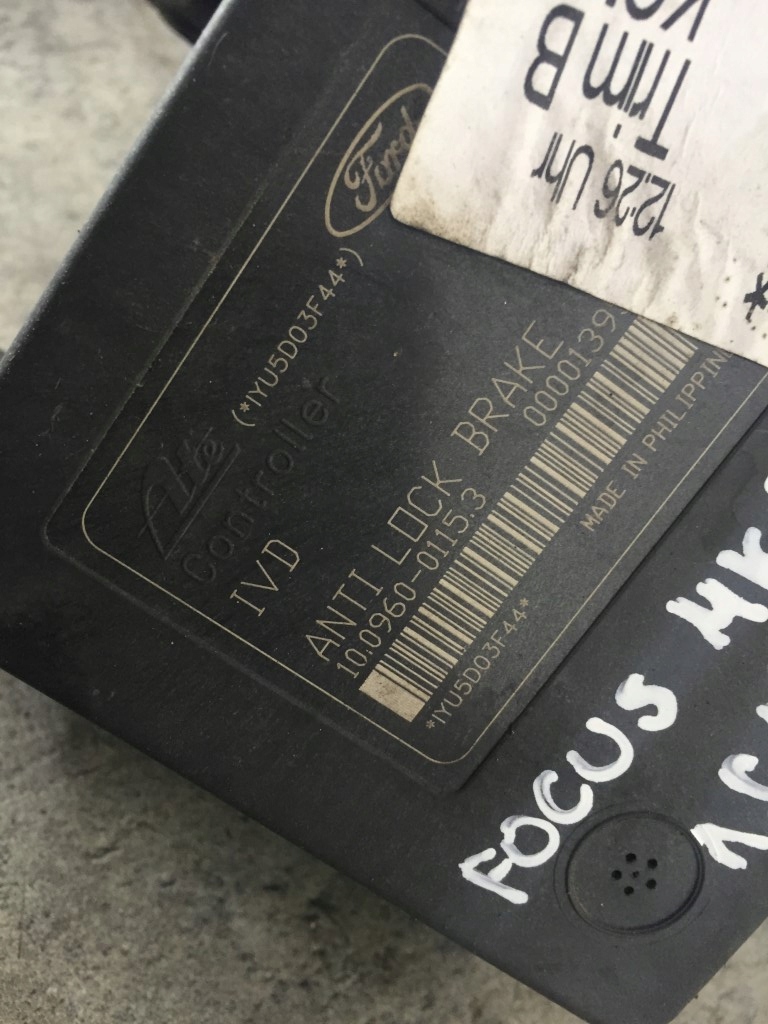 Ford
(*1YU5D03F44*)
Ate
Controller
IVD
ANTI LOCK BRAKE
10.0960-0115.3 0000139
*1YU5D03F44*
MADE IN PHILIPPIN
12:26 Uhr
Trim B
FOCUS